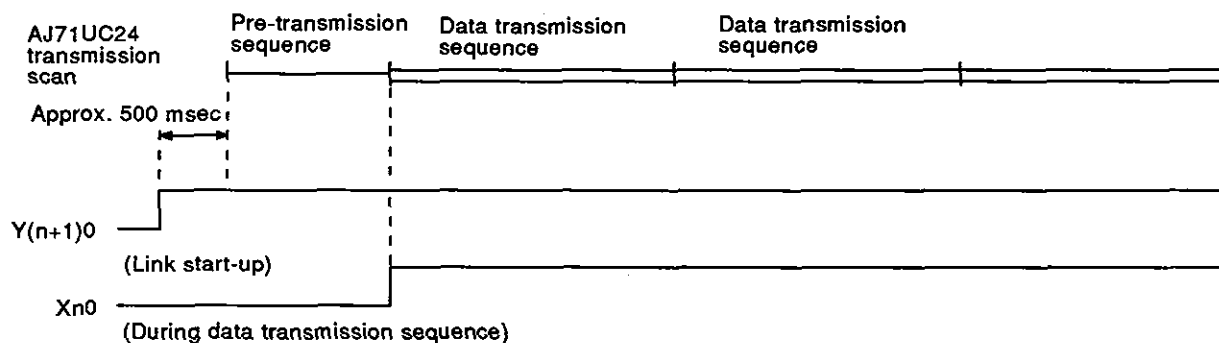 AJ71UC24
transmission
scan
Pre-transmission
sequence
Data transmission
sequence
Data transmission
sequence
Approx. 500 msec
Y(n+1)0
(Link start-up)
Xn0
(During data transmission sequence)